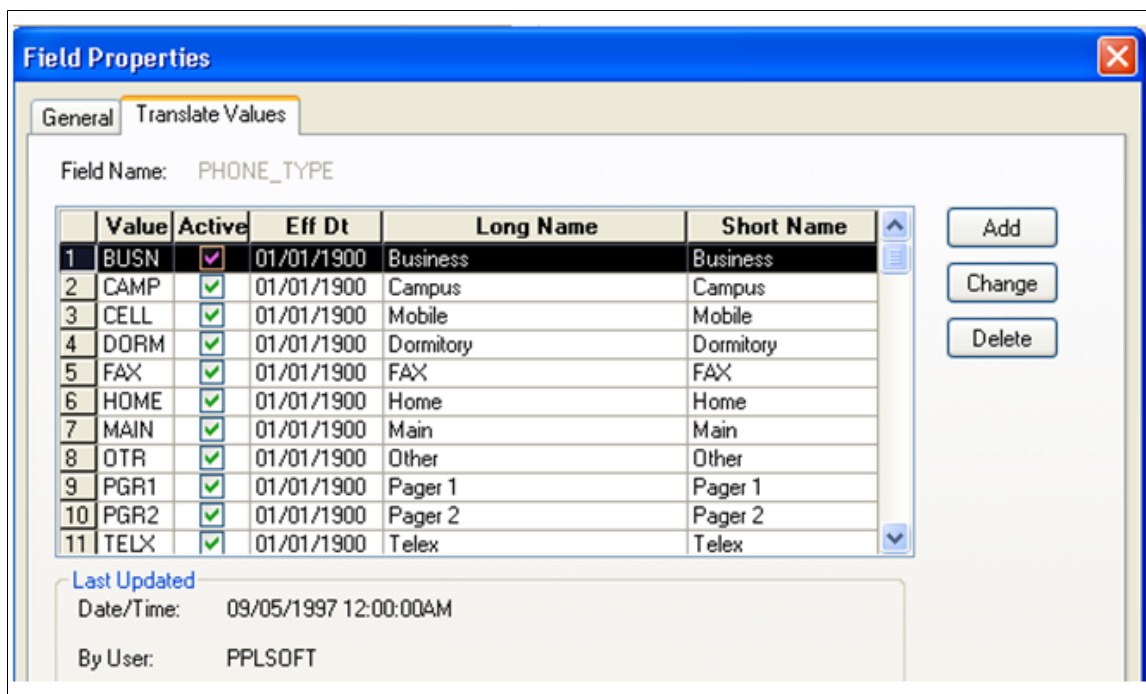 Field Properties
General Translate Values
Field Name: PHONE_TYPE
Value Active Eff Dt Long Name Short Name
1 BUSN 01/01/1900 Business Business
2 CAMP 01/01/1900 Campus Campus
3 CELL 01/01/1900 Mobile Mobile
4 DORM 01/01/1900 Dormitory Dormitory
5 FAX 01/01/1900 FAX FAX
6 HOME 01/01/1900 Home Home
7 MAIN 01/01/1900 Main Main
8 OTR 01/01/1900 Other Other
9 PGR1 01/01/1900 Pager 1 Pager 1
10 PGR2 01/01/1900 Pager 2 Pager 2
11 TELX 01/01/1900 Telex Telex
Add
Change
Delete
Last Updated
Date/Time: 09/05/1997 12:00:00AM
By User: PPLSOFT